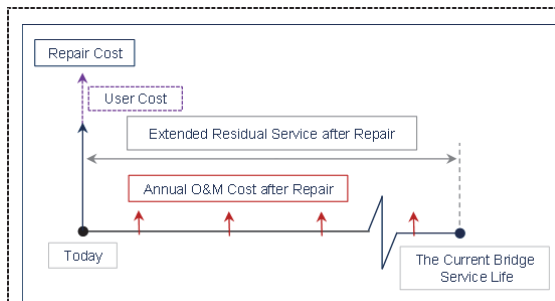 Repair Cost
User Cost
Extended Residual Service after Repair
Annual O&M Cost after Repair
Today
The Current Bridge
Service Life